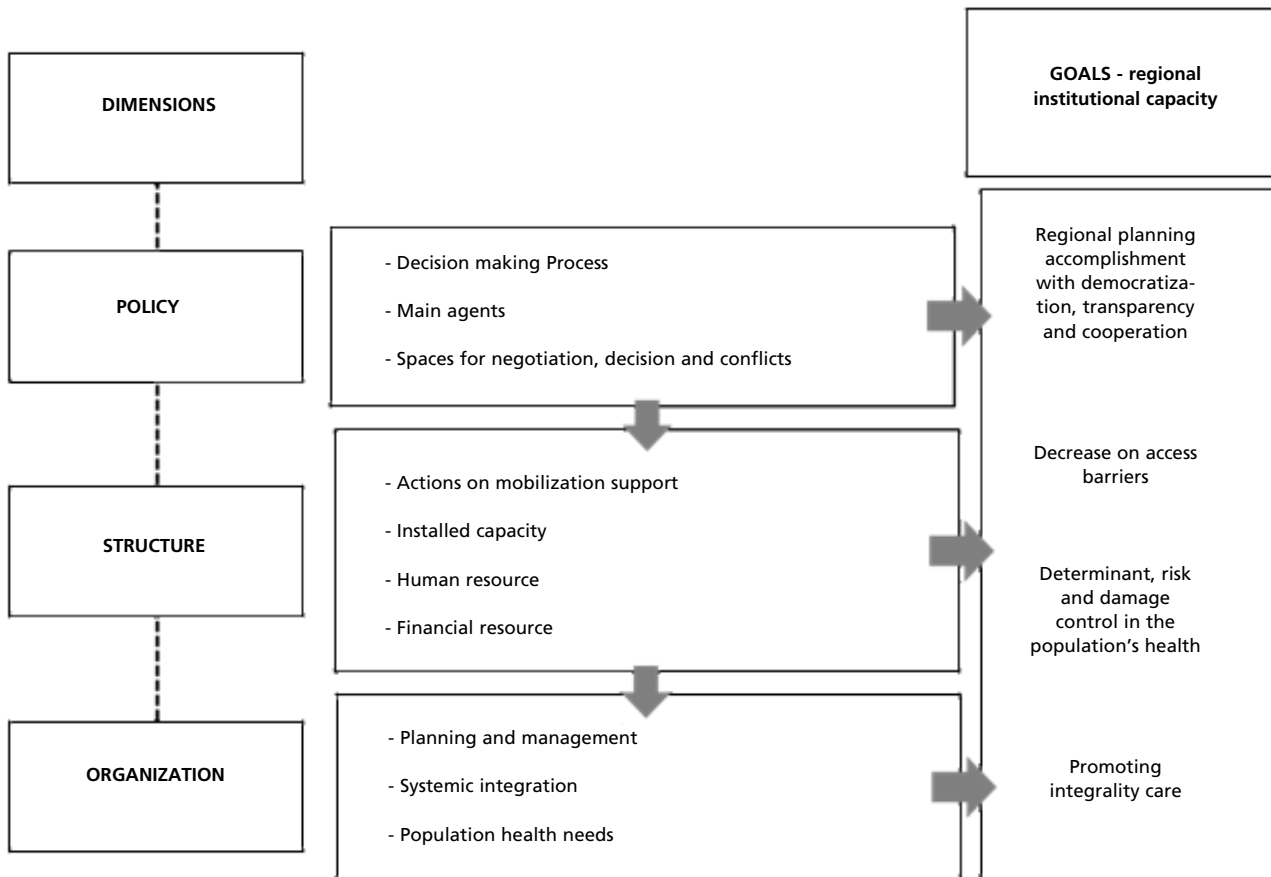 DIMENSIONS
GOALS - regional
institutional capacity
POLICY
- Decision making Process
- Main agents
- Spaces for negotiation, decision and conflicts
Regional planning
accomplishment
with democratiza-
tion, transparency
and cooperation
STRUCTURE
- Actions on mobilization support
- Installed capacity
- Human resource
- Financial resource
Decrease on access
barriers
Determinant, risk
and damage
control in the
population’s health
ORGANIZATION
- Planning and management
- Systemic integration
- Population health needs
Promoting
integrality care